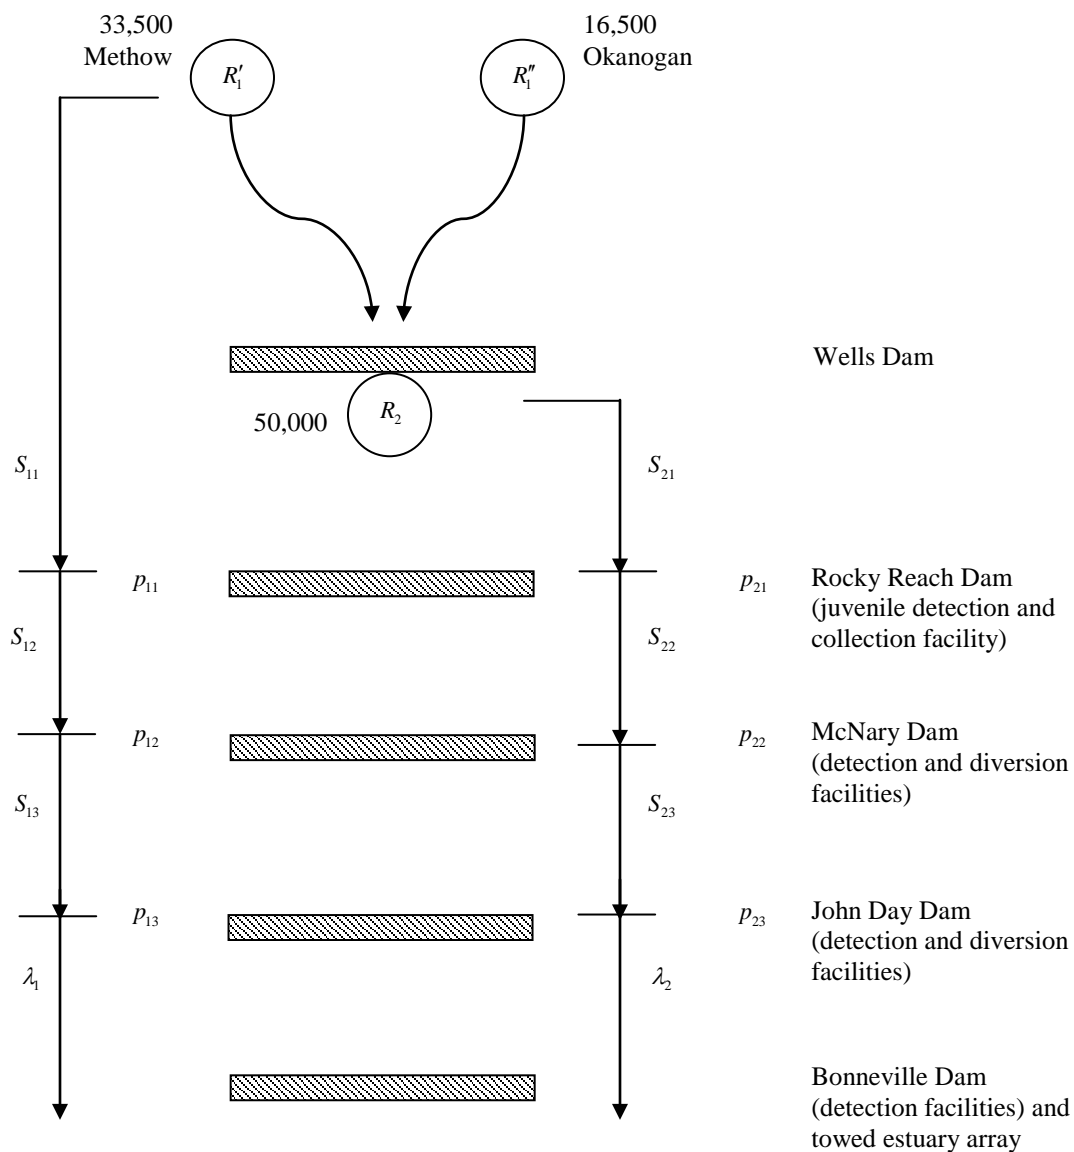 33,500
Methow
R′₁
R″₁
16,500
Okanogan
Wells Dam
50,000
R₂
S₁₁
S₂₁
p₁₁
p₂₁
Rocky Reach Dam
(juvenile detection and
collection facility)
S₁₂
S₂₂
p₁₂
p₂₂
McNary Dam
(detection and diversion
facilities)
S₁₃
S₂₃
p₁₃
p₂₃
John Day Dam
(detection and diversion
facilities)
λ₁
λ₂
Bonneville Dam
(detection facilities) and
towed estuary array